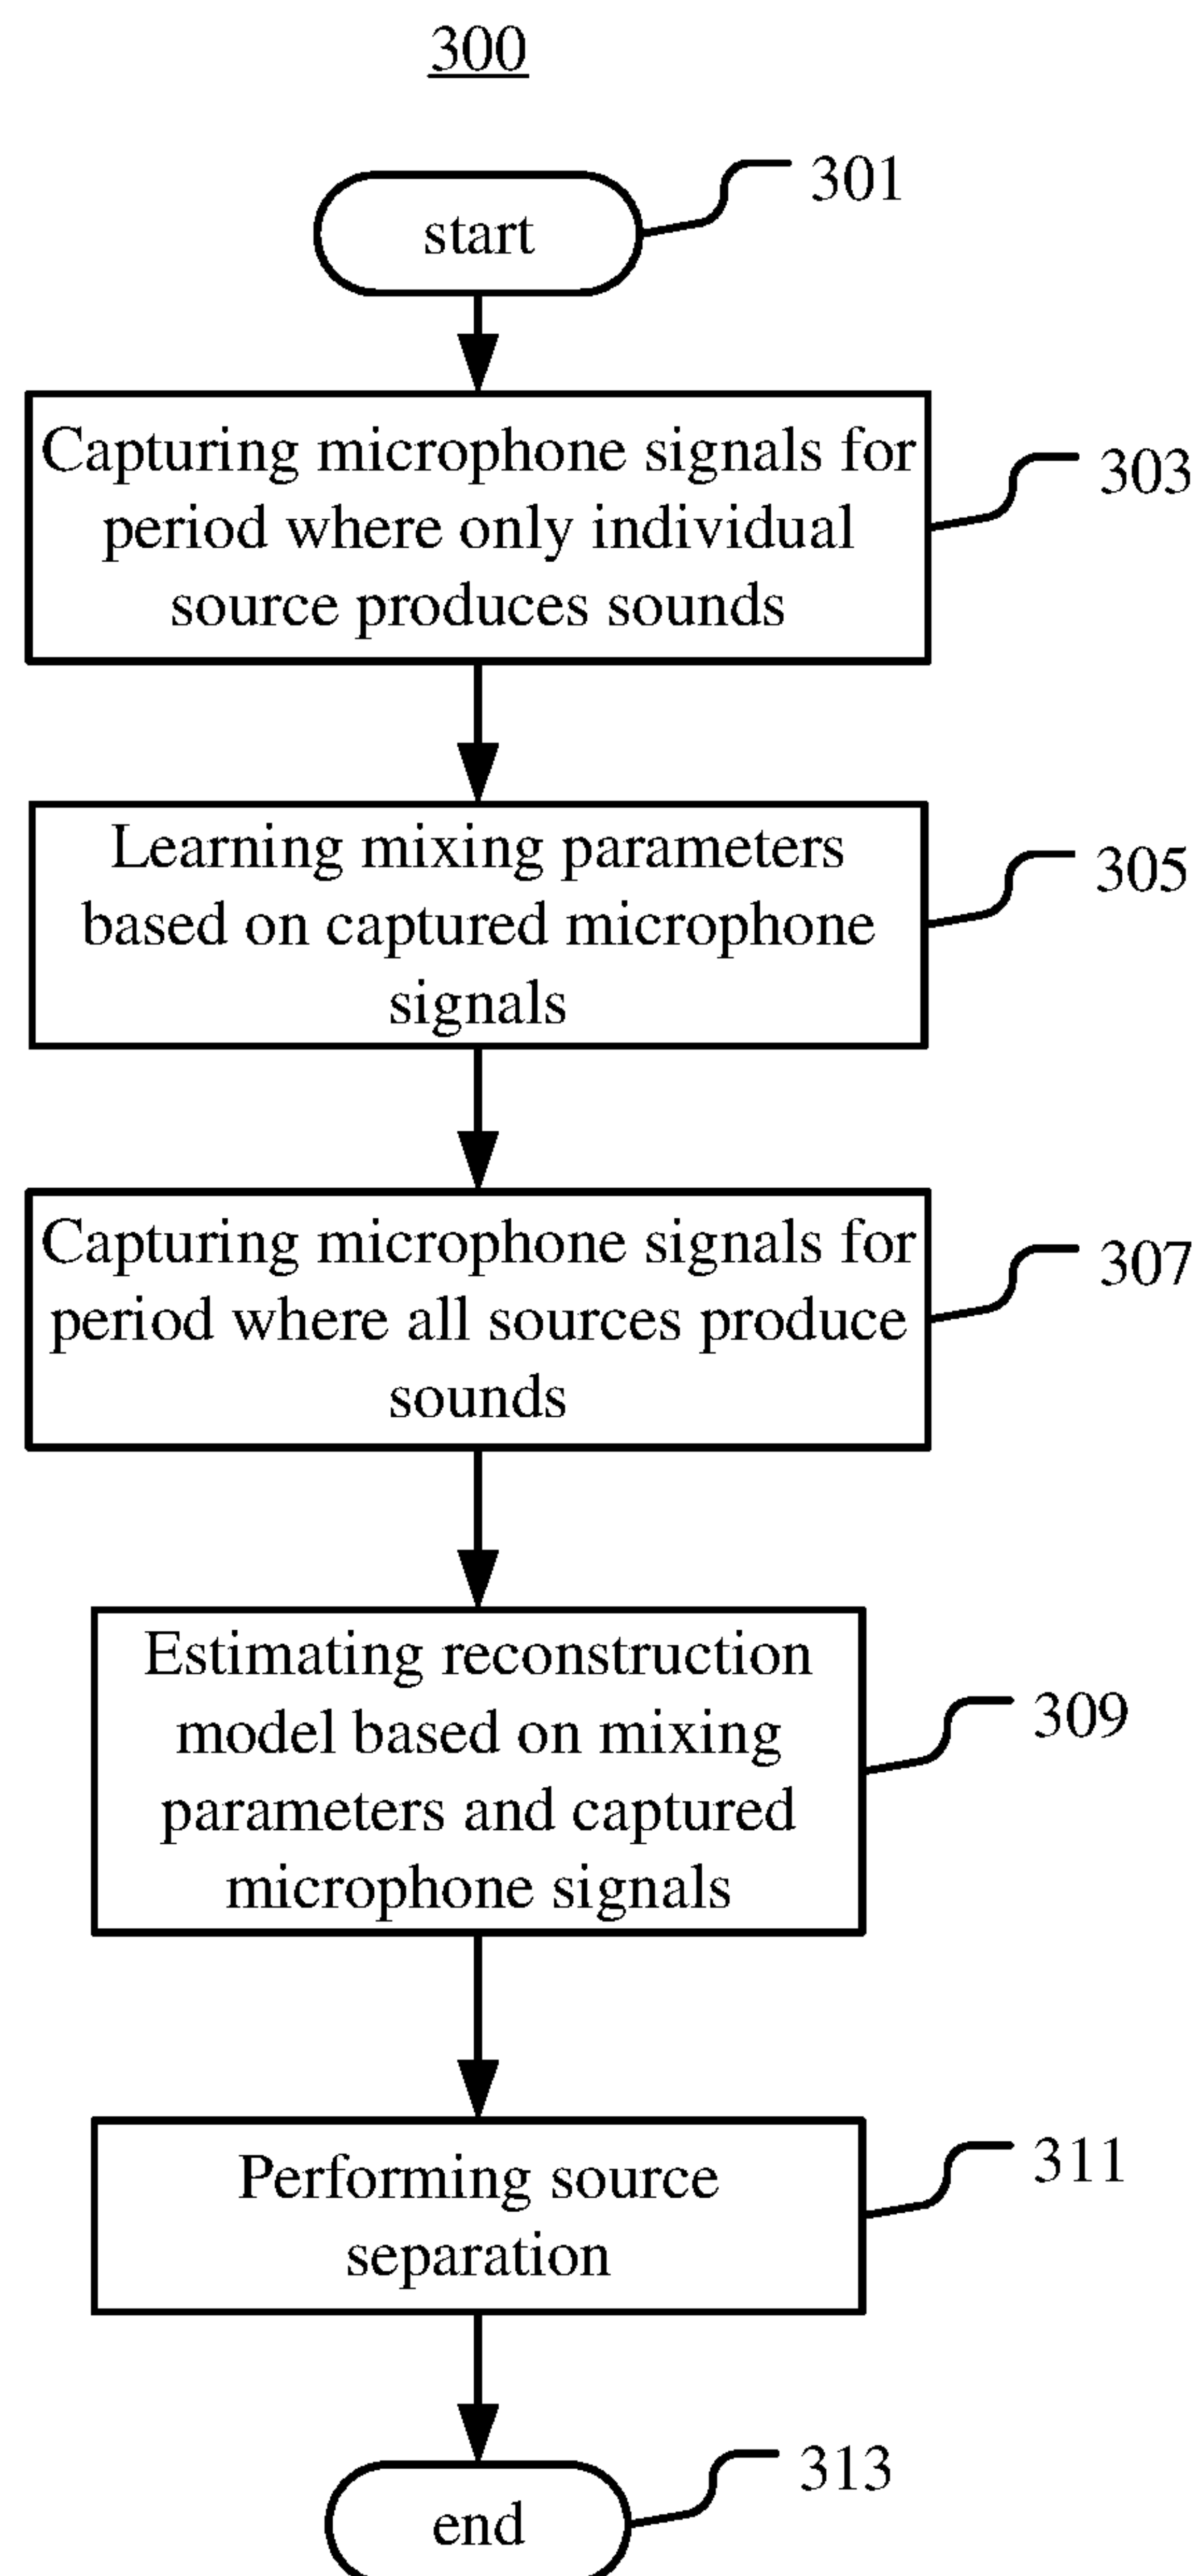 300
start
301
Capturing microphone signals for
period where only individual
source produces sounds
303
Learning mixing parameters
based on captured microphone
signals
305
Capturing microphone signals for
period where all sources produce
sounds
307
Estimating reconstruction
model based on mixing
parameters and captured
microphone signals
309
Performing source
separation
311
end
313